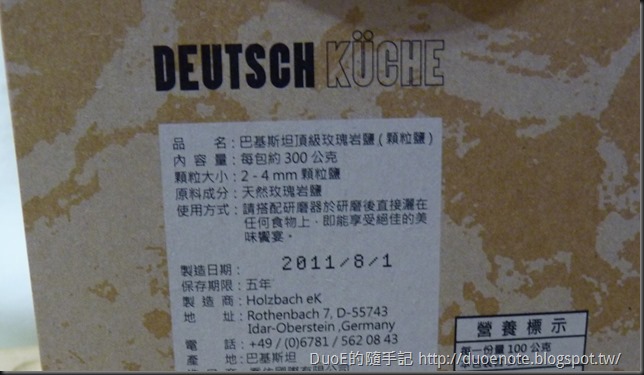 DEUTSCH KÜCHE
品 名：巴基斯坦頂級玫瑰岩鹽(顆粒鹽)
內 容 量：每包約 300 公克
顆粒大小：2 - 4 mm 顆粒鹽
原料成分：天然玫瑰岩鹽
使用方式：請搭配研磨器於研磨後直接灑在
任何食物上，即能享受絕佳的美
味饗宴。
製造日期： 2011/8/1
保存期限：五年
製 造 商：Holzbach eK
地 址：Rothenbach 7, D-55743
Idar-Oberstein ,Germany
電 話：+49 / (0)6781 / 562 08 43
產 地：巴基斯坦
營養標示
每一份量 100 公克
DuoE的隨手記 http://duoenote.blogspot.tw/